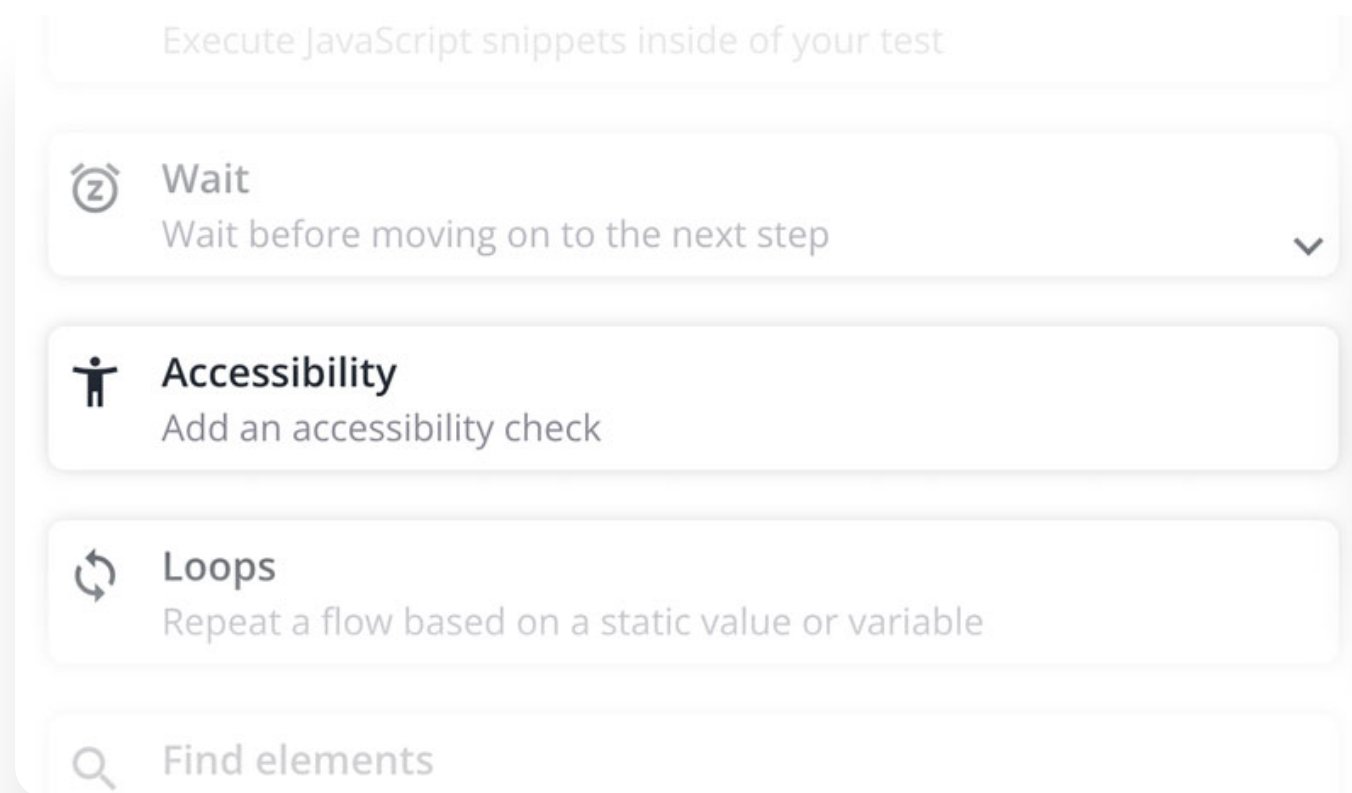 Execute JavaScript snippets inside of your test
Wait
Wait before moving on to the next step
Accessibility
Add an accessibility check
Loops
Repeat a flow based on a static value or variable
Find elements